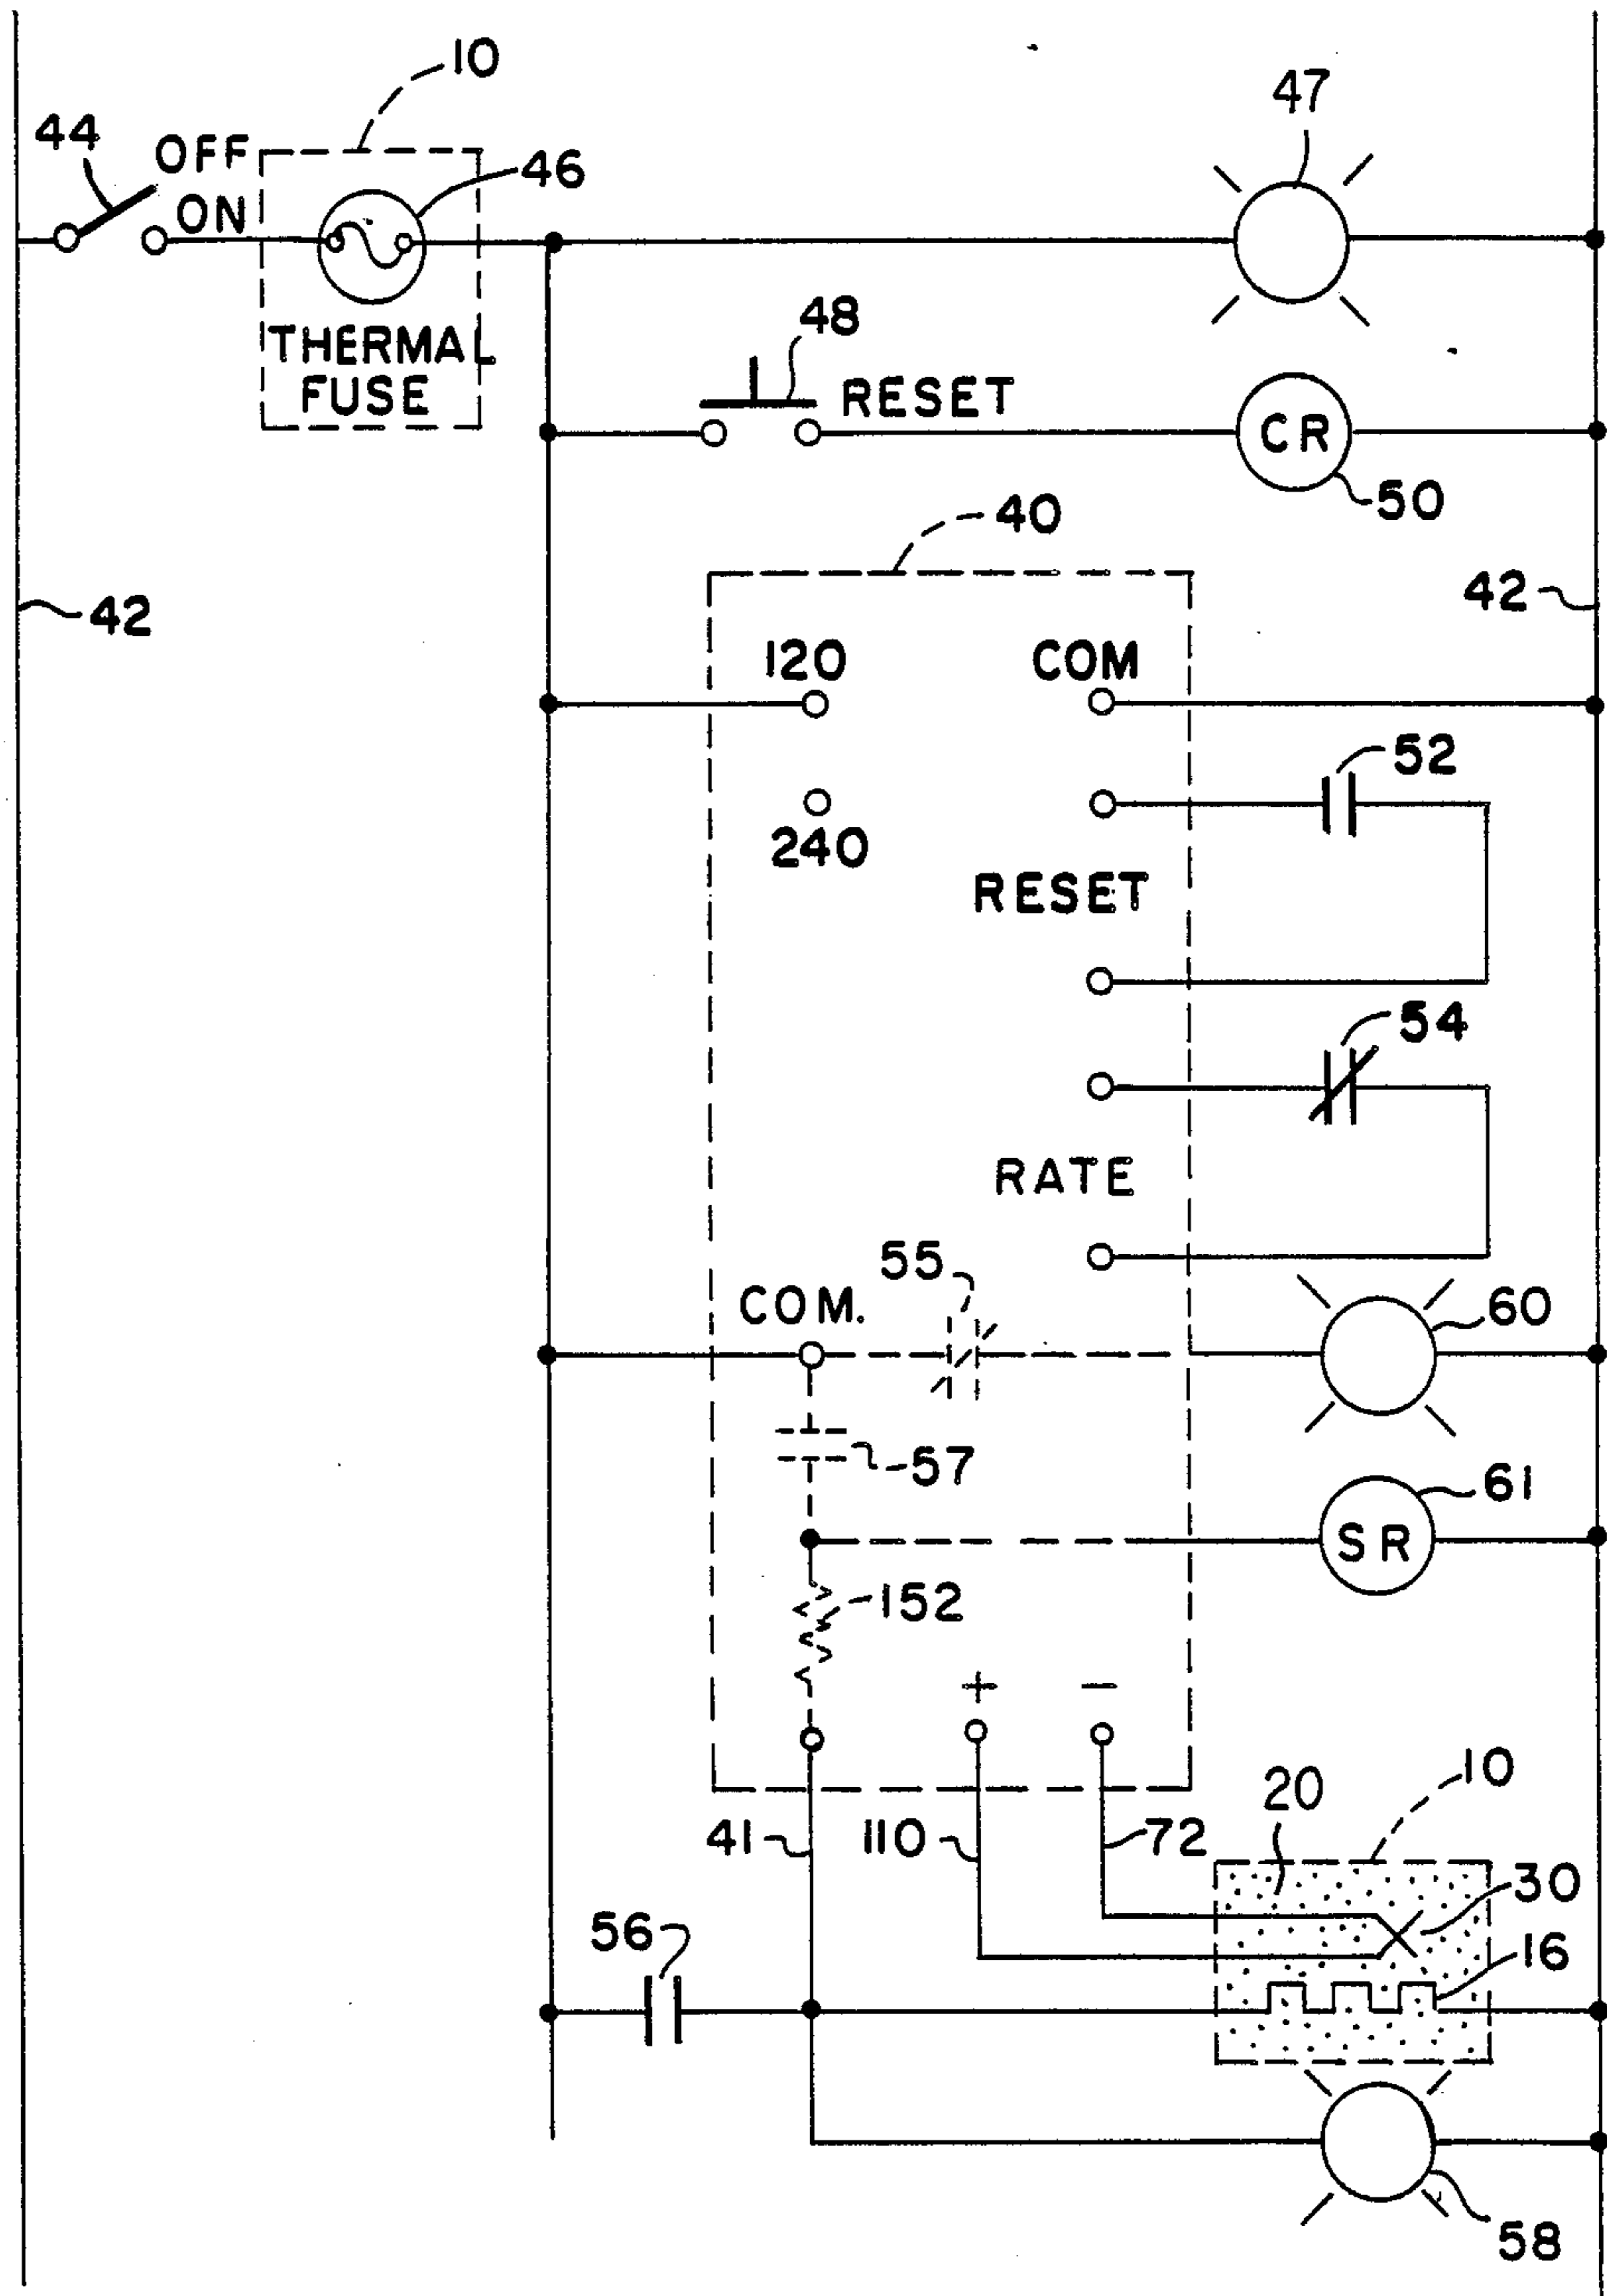 10
47
44
OFF
46
ON
THERMAL
FUSE
48
RESET
CR
50
40
42
42
120
COM
52
240
RESET
54
RATE
55
COM.
60
57
61
SR
152
+ −
20
10
41
110
72
30
56
16
58